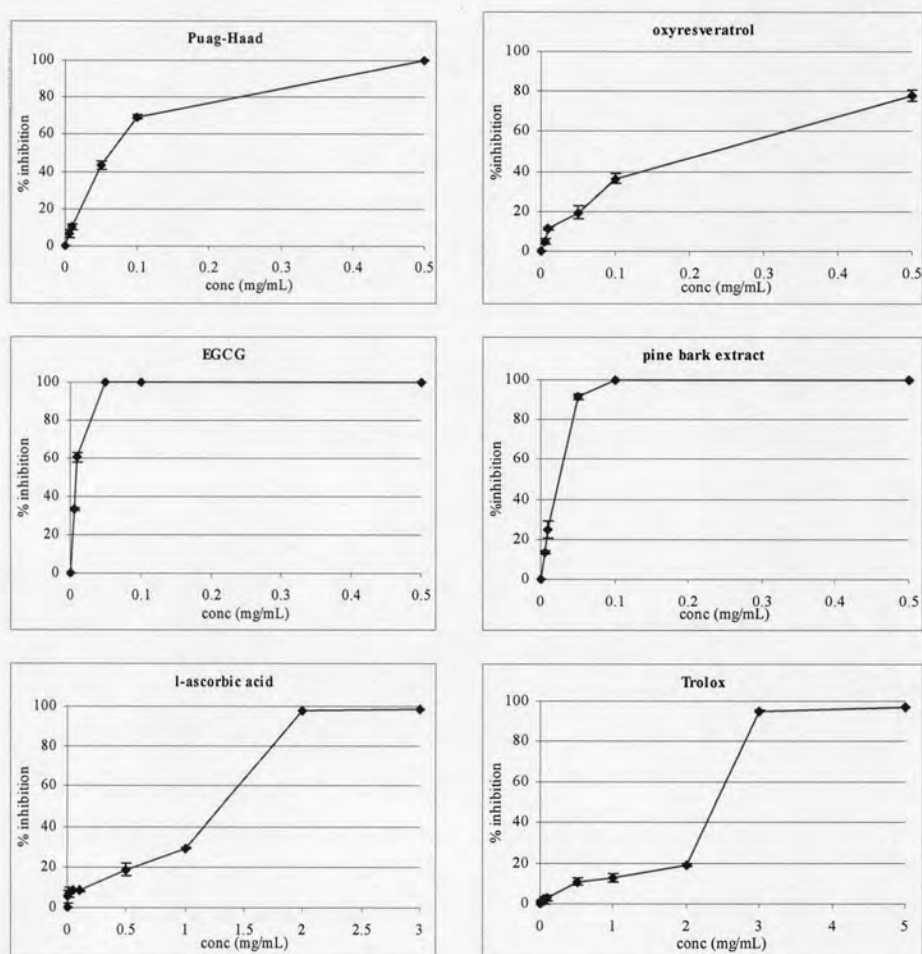 Puag-Haad
100
80
60
40
20
0
% inhibition
0 0.1 0.2 0.3 0.4 0.5
conc (mg/mL)
oxyresveratrol
100
80
60
40
20
0
%inhibition
0 0.1 0.2 0.3 0.4 0.5
conc (mg/mL)
EGCG
100
80
60
40
20
0
% inhibition
0 0.1 0.2 0.3 0.4 0.5
conc (mg/mL)
pine bark extract
100
80
60
40
20
0
%inhibition
0 0.1 0.2 0.3 0.4 0.5
conc (mg/mL)
l-ascorbic acid
100
80
60
40
20
0
% inhibition
0 0.5 1 1.5 2 2.5 3
conc (mg/mL)
Trolox
100
80
60
40
20
0
% inhibition
0 1 2 3 4 5
conc (mg/mL)